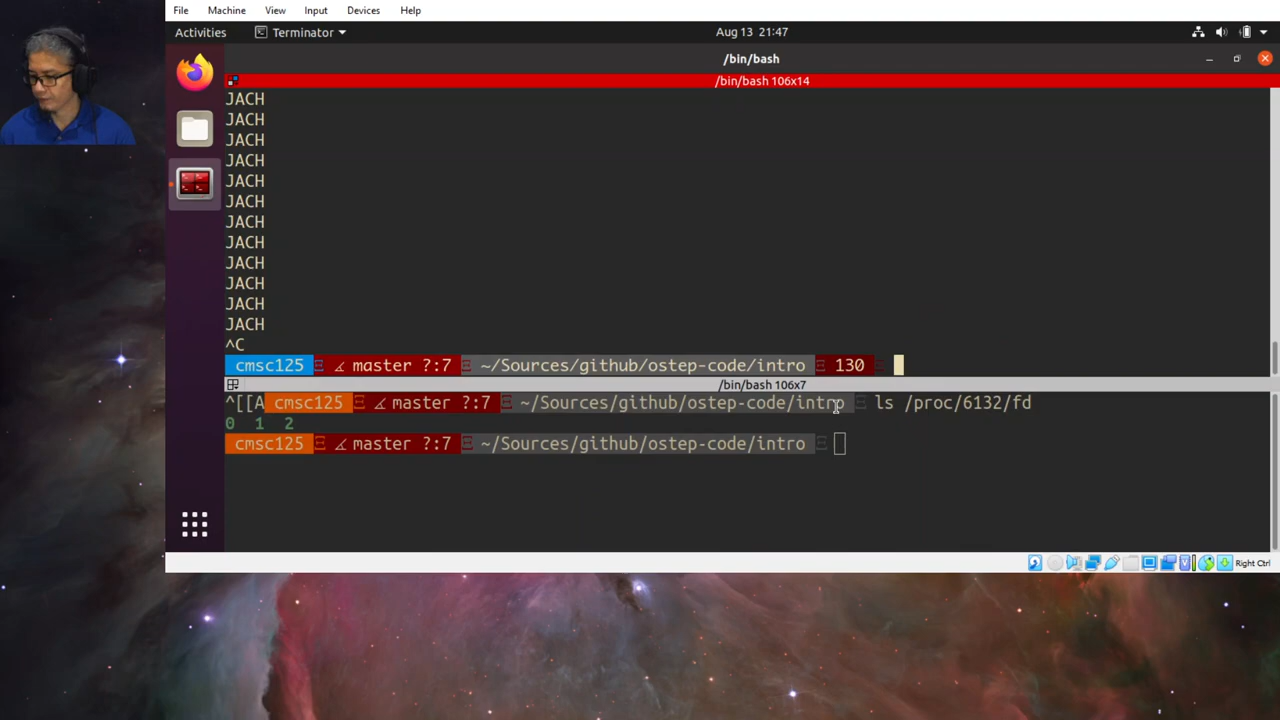 File Machine View Input Devices Help
Activities Terminator Aug 13 21:47
/bin/bash
/bin/bash 106x14
JACH
JACH
JACH
JACH
JACH
JACH
JACH
JACH
JACH
JACH
JACH
JACH
^C
cmsc125 master ?:7 ~/Sources/github/ostep-code/intro 130
/bin/bash 106x7
^[[A cmsc125 master ?:7 ~/Sources/github/ostep-code/intro ls /proc/6132/fd
0 1 2
cmsc125 master ?:7 ~/Sources/github/ostep-code/intro
Right Ctrl